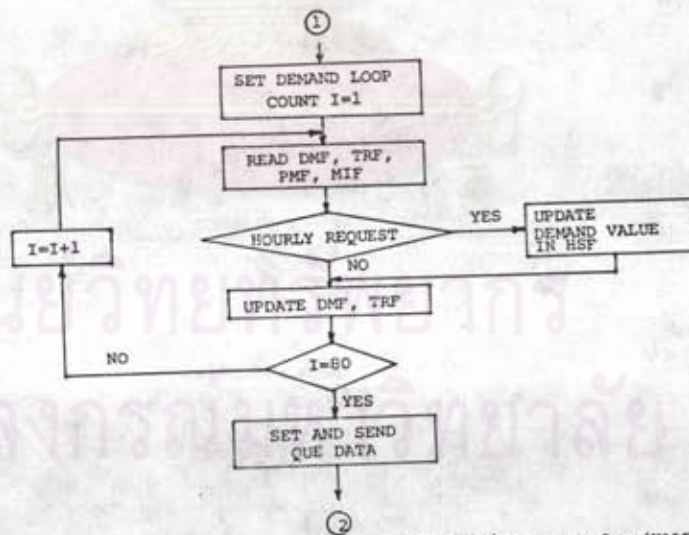 1
SET DEMAND LOOP
COUNT I=1
READ DMF, TRF,
PMF, MIF
HOURLY REQUEST
YES
UPDATE
DEMAND VALUE
IN HSF
I=I+1
NO
UPDATE DMF, TRF
NO
I=80
YES
SET AND SEND
QUE DATA
2